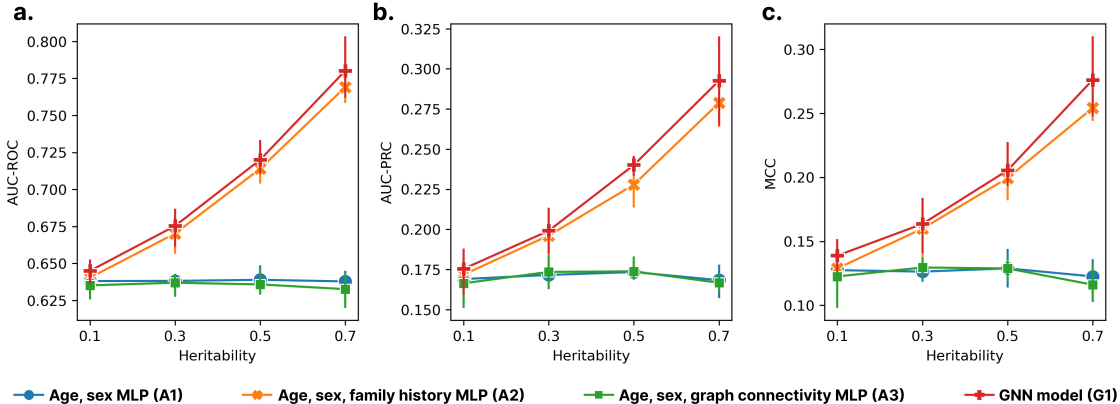 a.
0.800
0.775
0.750
0.725
0.700
0.675
0.650
0.625
AUC-ROC
0.1 0.3 0.5 0.7
Heritability
b.
0.325
0.300
0.275
0.250
0.225
0.200
0.175
0.150
AUC-PRC
0.1 0.3 0.5 0.7
Heritability
c.
0.30
0.25
0.20
0.15
0.10
MCC
0.1 0.3 0.5 0.7
Heritability
Age, sex MLP (A1)
Age, sex, family history MLP (A2)
Age, sex, graph connectivity MLP (A3)
GNN model (G1)